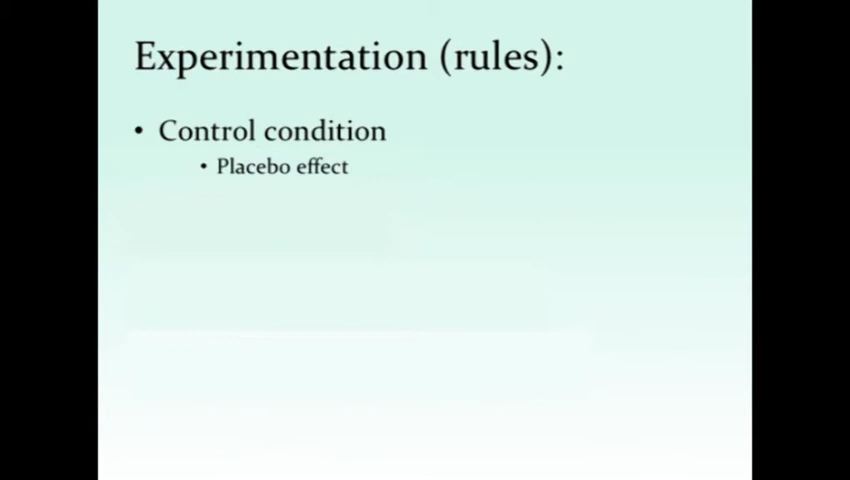 Experimentation (rules):
• Control condition
• Placebo effect